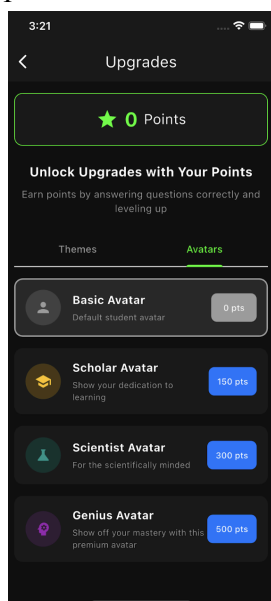 3:21
Upgrades
0 Points
Unlock Upgrades with Your Points
Earn points by answering questions correctly and
leveling up
Themes
Avatars
Basic Avatar
Default student avatar
0 pts
Scholar Avatar
Show your dedication to
learning
150 pts
Scientist Avatar
For the scientifically minded
300 pts
Genius Avatar
Show off your mastery with this
premium avatar
500 pts